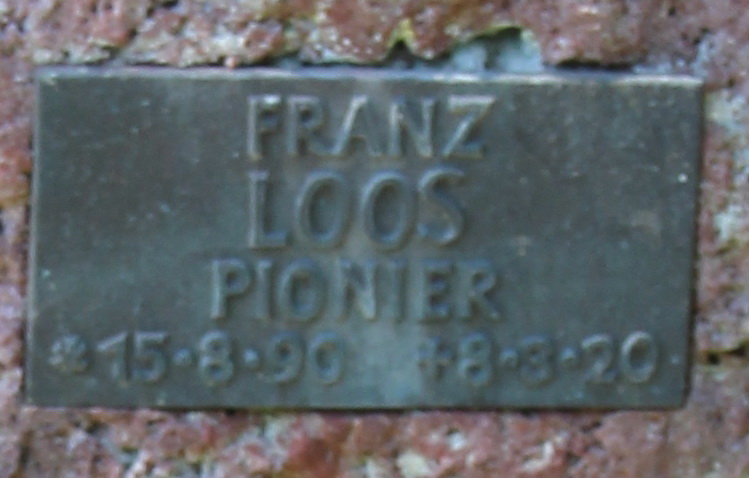 FRANZ
LOOS
PIONIER
*15·8·90 +8·3·20